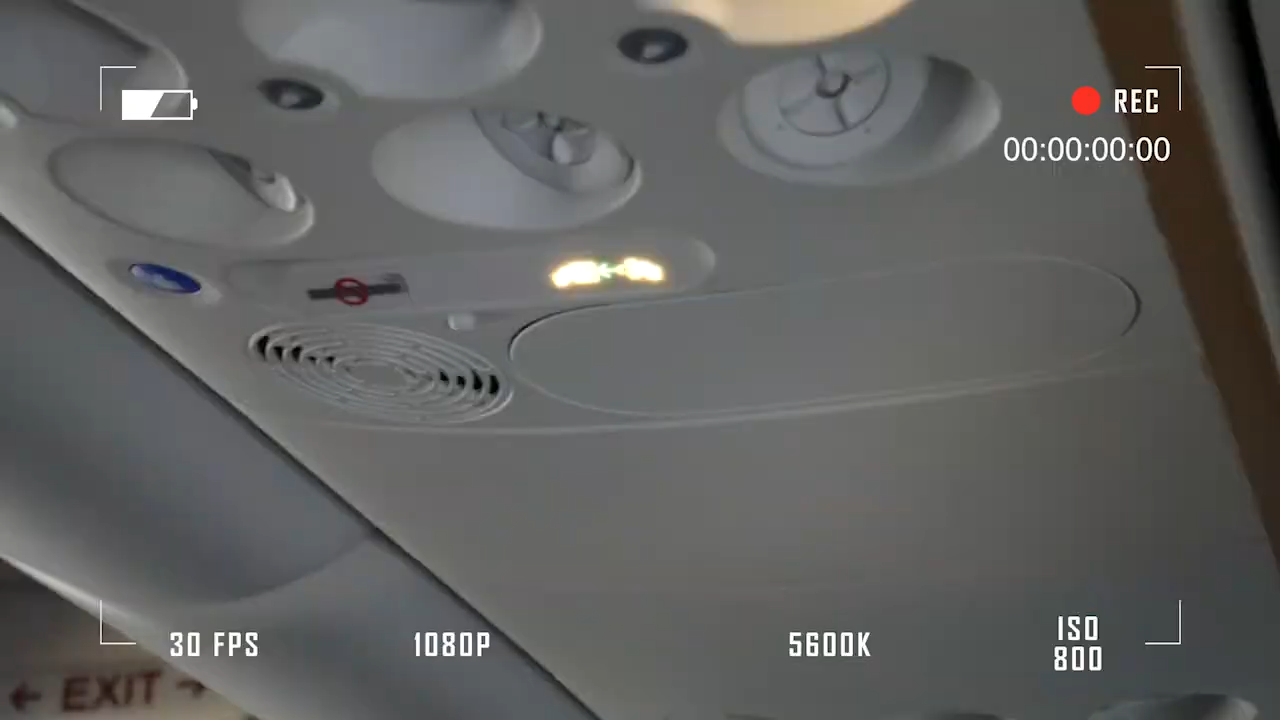 REC
00:00:00:00
30 FPS
1080P
5600K
ISO
800
← EXIT →